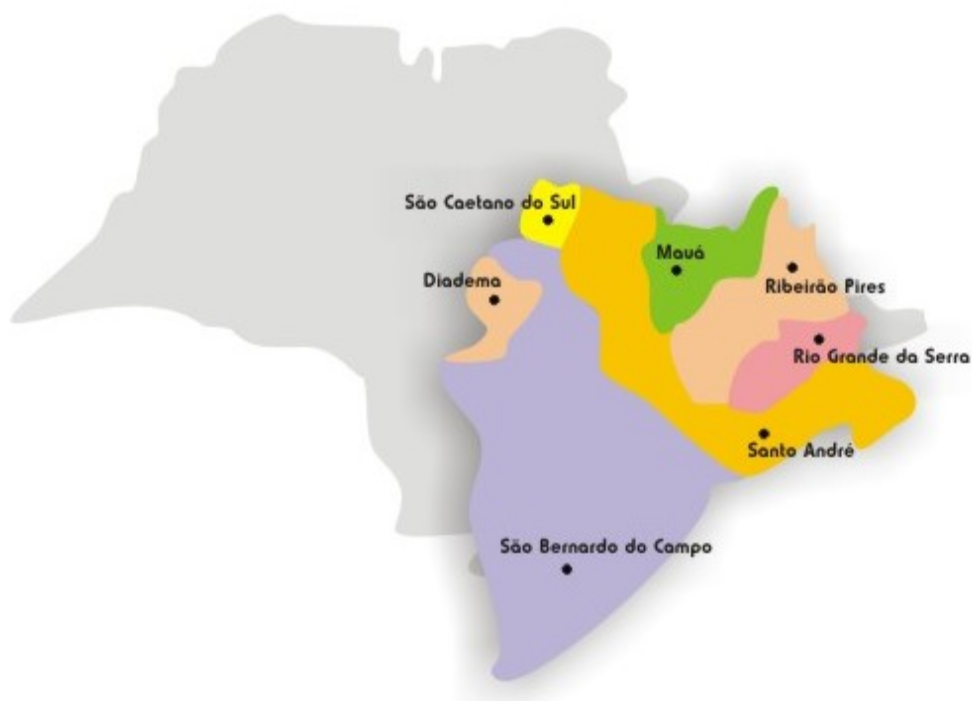 São Caetano do Sul
Mauá
Diadema
Ribeirão Pires
Rio Grande da Serra
Santo André
São Bernardo do Campo